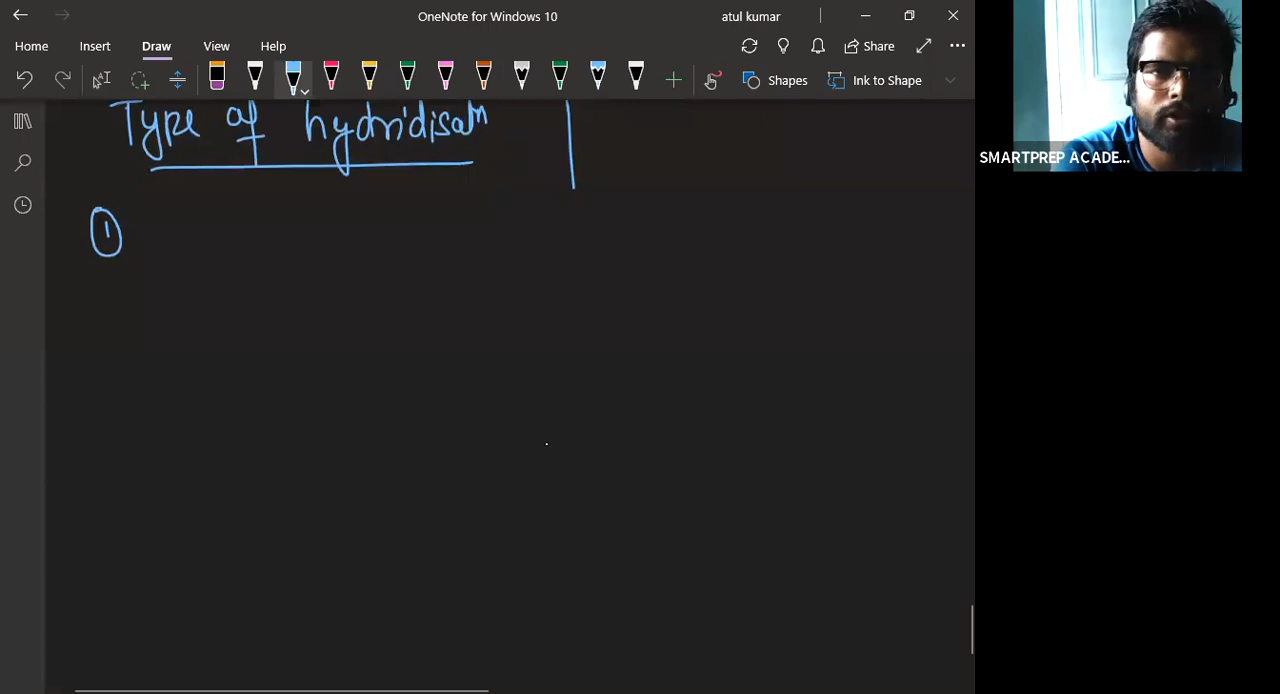 OneNote for Windows 10
atul kumar
Home Insert Draw View Help
Share
Shapes Ink to Shape
Type of hydridisatn
SMARTPREP ACADE...
1